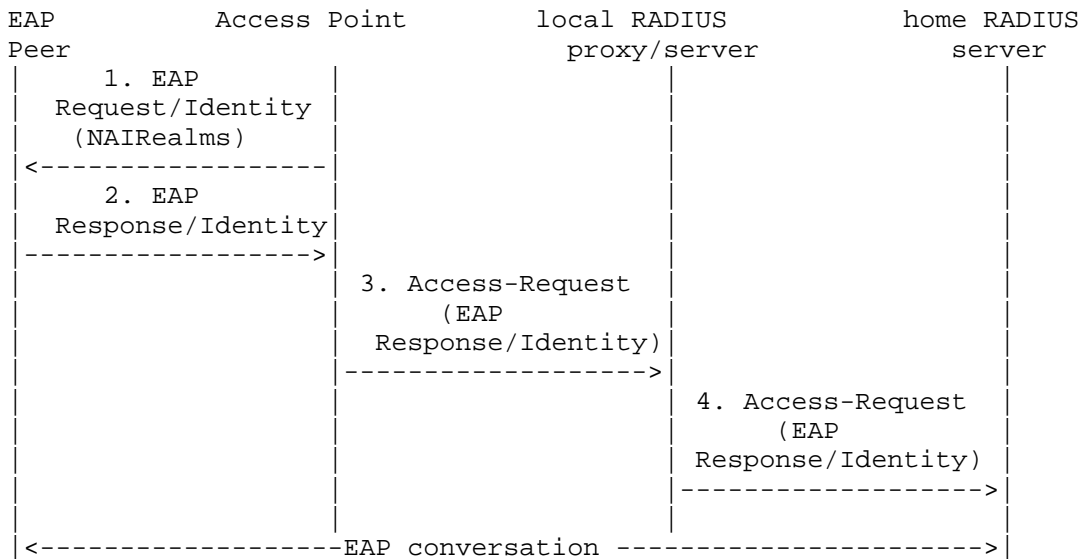 EAP Access Point local RADIUS home RADIUS
Peer proxy/server server
1. EAP
Request/Identity
(NAIRealms)
2. EAP
Response/Identity
3. Access-Request
(EAP
Response/Identity)
4. Access-Request
(EAP
Response/Identity)
EAP conversation